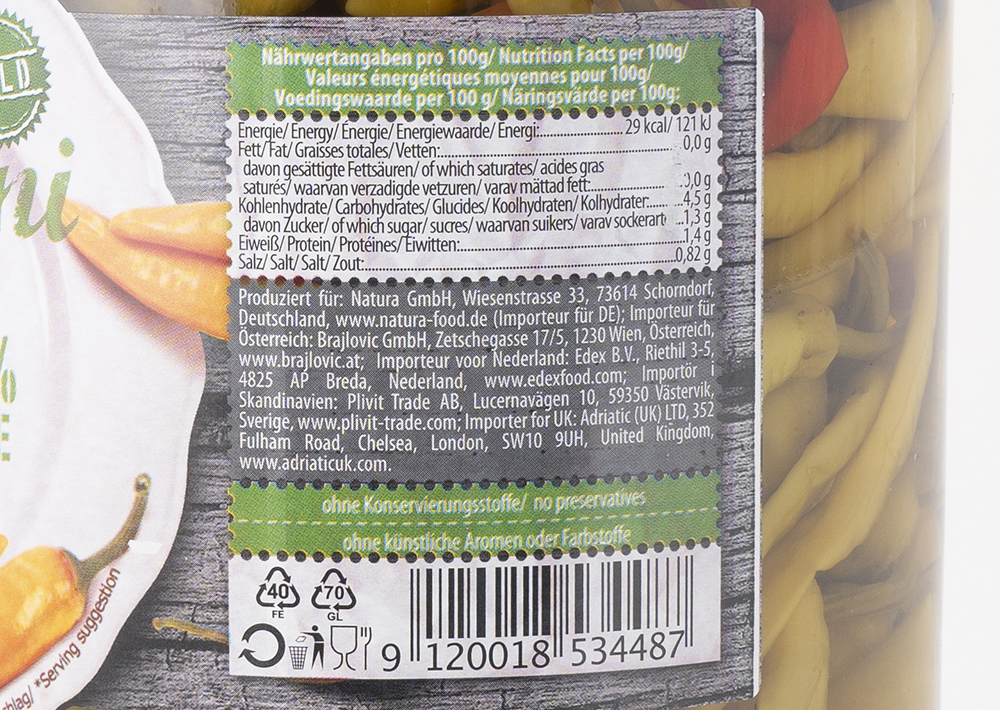 LD
ni
%
E:
Nährwertangaben pro 100g/ Nutrition Facts per 100g/
Valeurs énergétiques moyennes pour 100g/
Voedingswaarde per 100 g/ Näringsvärde per 100g:
Energie/ Energy/ Énergie/ Energiewaarde/ Energi:..................... 29 kcal/ 121 kJ
Fett/ Fat/ Graisses totales/ Vetten:............................................................ 0,0 g
davon gesättigte Fettsäuren/ of which saturates/ acides gras
saturés/ waarvan verzadigde vetzuren/ varav mättad fett:.................. 0,0 g
Kohlenhydrate/ Carbohydrates/ Glucides/ Koolhydraten/ Kolhydrater:...... ...4,5 g
davon Zucker/ of which sugar/ sucres/ waarvan suikers/ varav sockerarte ...1,3 g
Eiweiß/ Protein/ Protéines/ Eiwitten:......................................................1,4 g
Salz/ Salt/ Salt/ Zout:..............................................................................0,82 g
Produziert für: Natura GmbH, Wiesenstrasse 33, 73614 Schorndorf,
Deutschland, www.natura-food.de (Importeur für DE); Importeur für
Österreich: Brajlovic GmbH, Zetschegasse 17/5, 1230 Wien, Österreich,
www.brajlovic.at; Importeur voor Nederland: Edex B.V., Riethil 3-5,
4825 AP Breda, Nederland, www.edexfood.com; Importör i
Skandinavien: Plivit Trade AB, Lucernavägen 10, 59350 Västervik,
Sverige, www.plivit-trade.com; Importer for UK: Adriatic (UK) LTD, 352
Fulham Road, Chelsea, London, SW10 9UH, United Kingdom,
www.adriaticuk.com.
ohne Konservierungsstoffe/ no preservatives
ohne künstliche Aromen oder Farbstoffe
40 70
FE GL
9 120018 534487
hlag/ *Serving suggestion